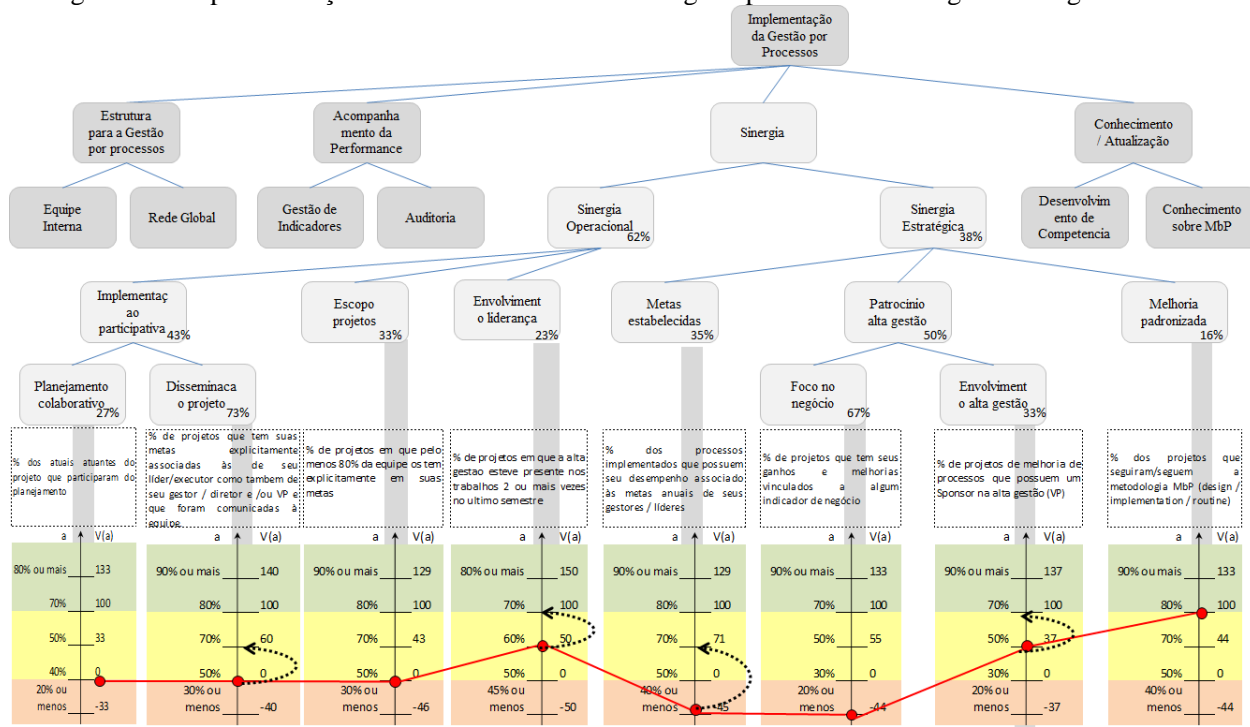 Implementação
da Gestão por
Processos
Estrutura
para a Gestão
por processos
Acompanha
mento da
Performance
Sinergia
Conhecimento
/ Atualização
Equipe
Interna
Rede Global
Gestão de
Indicadores
Auditoria
Sinergia
Operacional
62%
Sinergia
Estratégica
38%
Desenvolvim
ento de
Competencia
Conhecimento
sobre MbP
Implementaç
ao
participativa
43%
Escopo
projetos
33%
Envolviment
o liderança
23%
Metas
estabelecidas
35%
Patrocinio
alta gestão
50%
Melhoria
padronizada
16%
Planejamento
colaborativo
27%
Disseminaca
o projeto
73%
Foco no
negócio
67%
Envolviment
o alta gestão
33%
% dos atuais atuantes do
projeto que participaram do
planejamento
% de projetos que tem suas
metas explicitamente
associadas às de seu
líder/executor como tambem de
seu gestor / diretor e /ou VP e
que foram comunicadas à
equipe
% de projetos em que pelo
menos 80% da equipe os tem
explicitamente em suas
metas
% de projetos em que a alta
gestao esteve presente nos
trabalhos 2 ou mais vezes
no ultimo semestre
% dos processos
implementados que possuem
seu desempenho associado
às metas anuais de seus
gestores / líderes
% de projetos que tem seus
ganhos e melhorias
vinculados a algum
indicador de negócio
% de projetos de melhoria de
processos que possuem um
Sponsor na alta gestão (VP)
% dos projetos que
seguiram/seguem a
metodologia MbP (design /
implementation / routine)
a V(a)
80% ou mais 133
70% 100
50% 33
40% 0
20% ou
menos -33
a V(a)
90% ou mais 140
80% 100
70% 60
50% 0
30% ou
menos -40
a V(a)
90% ou mais 129
80% 100
70% 43
50% 0
30% ou
menos -46
a V(a)
80% ou mais 150
70% 100
60% 50
50% 0
45% ou
menos -50
a V(a)
90% ou mais 129
80% 100
70% 71
50% 0
40% ou
menos -45
a V(a)
90% ou mais 133
70% 100
50% 55
30% 0
20% ou
menos -44
a V(a)
90% ou mais 137
70% 100
50% 37
30% 0
20% ou
menos -37
a V(a)
90% ou mais 133
80% 100
70% 44
50% 0
40% ou
menos -44